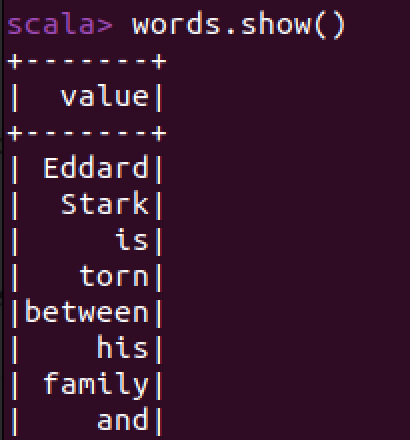 scala> words.show()
+-------+
|  value|
+-------+
| Eddard|
|  Stark|
|     is|
|   torn|
|between|
|    his|
| family|
|    and|